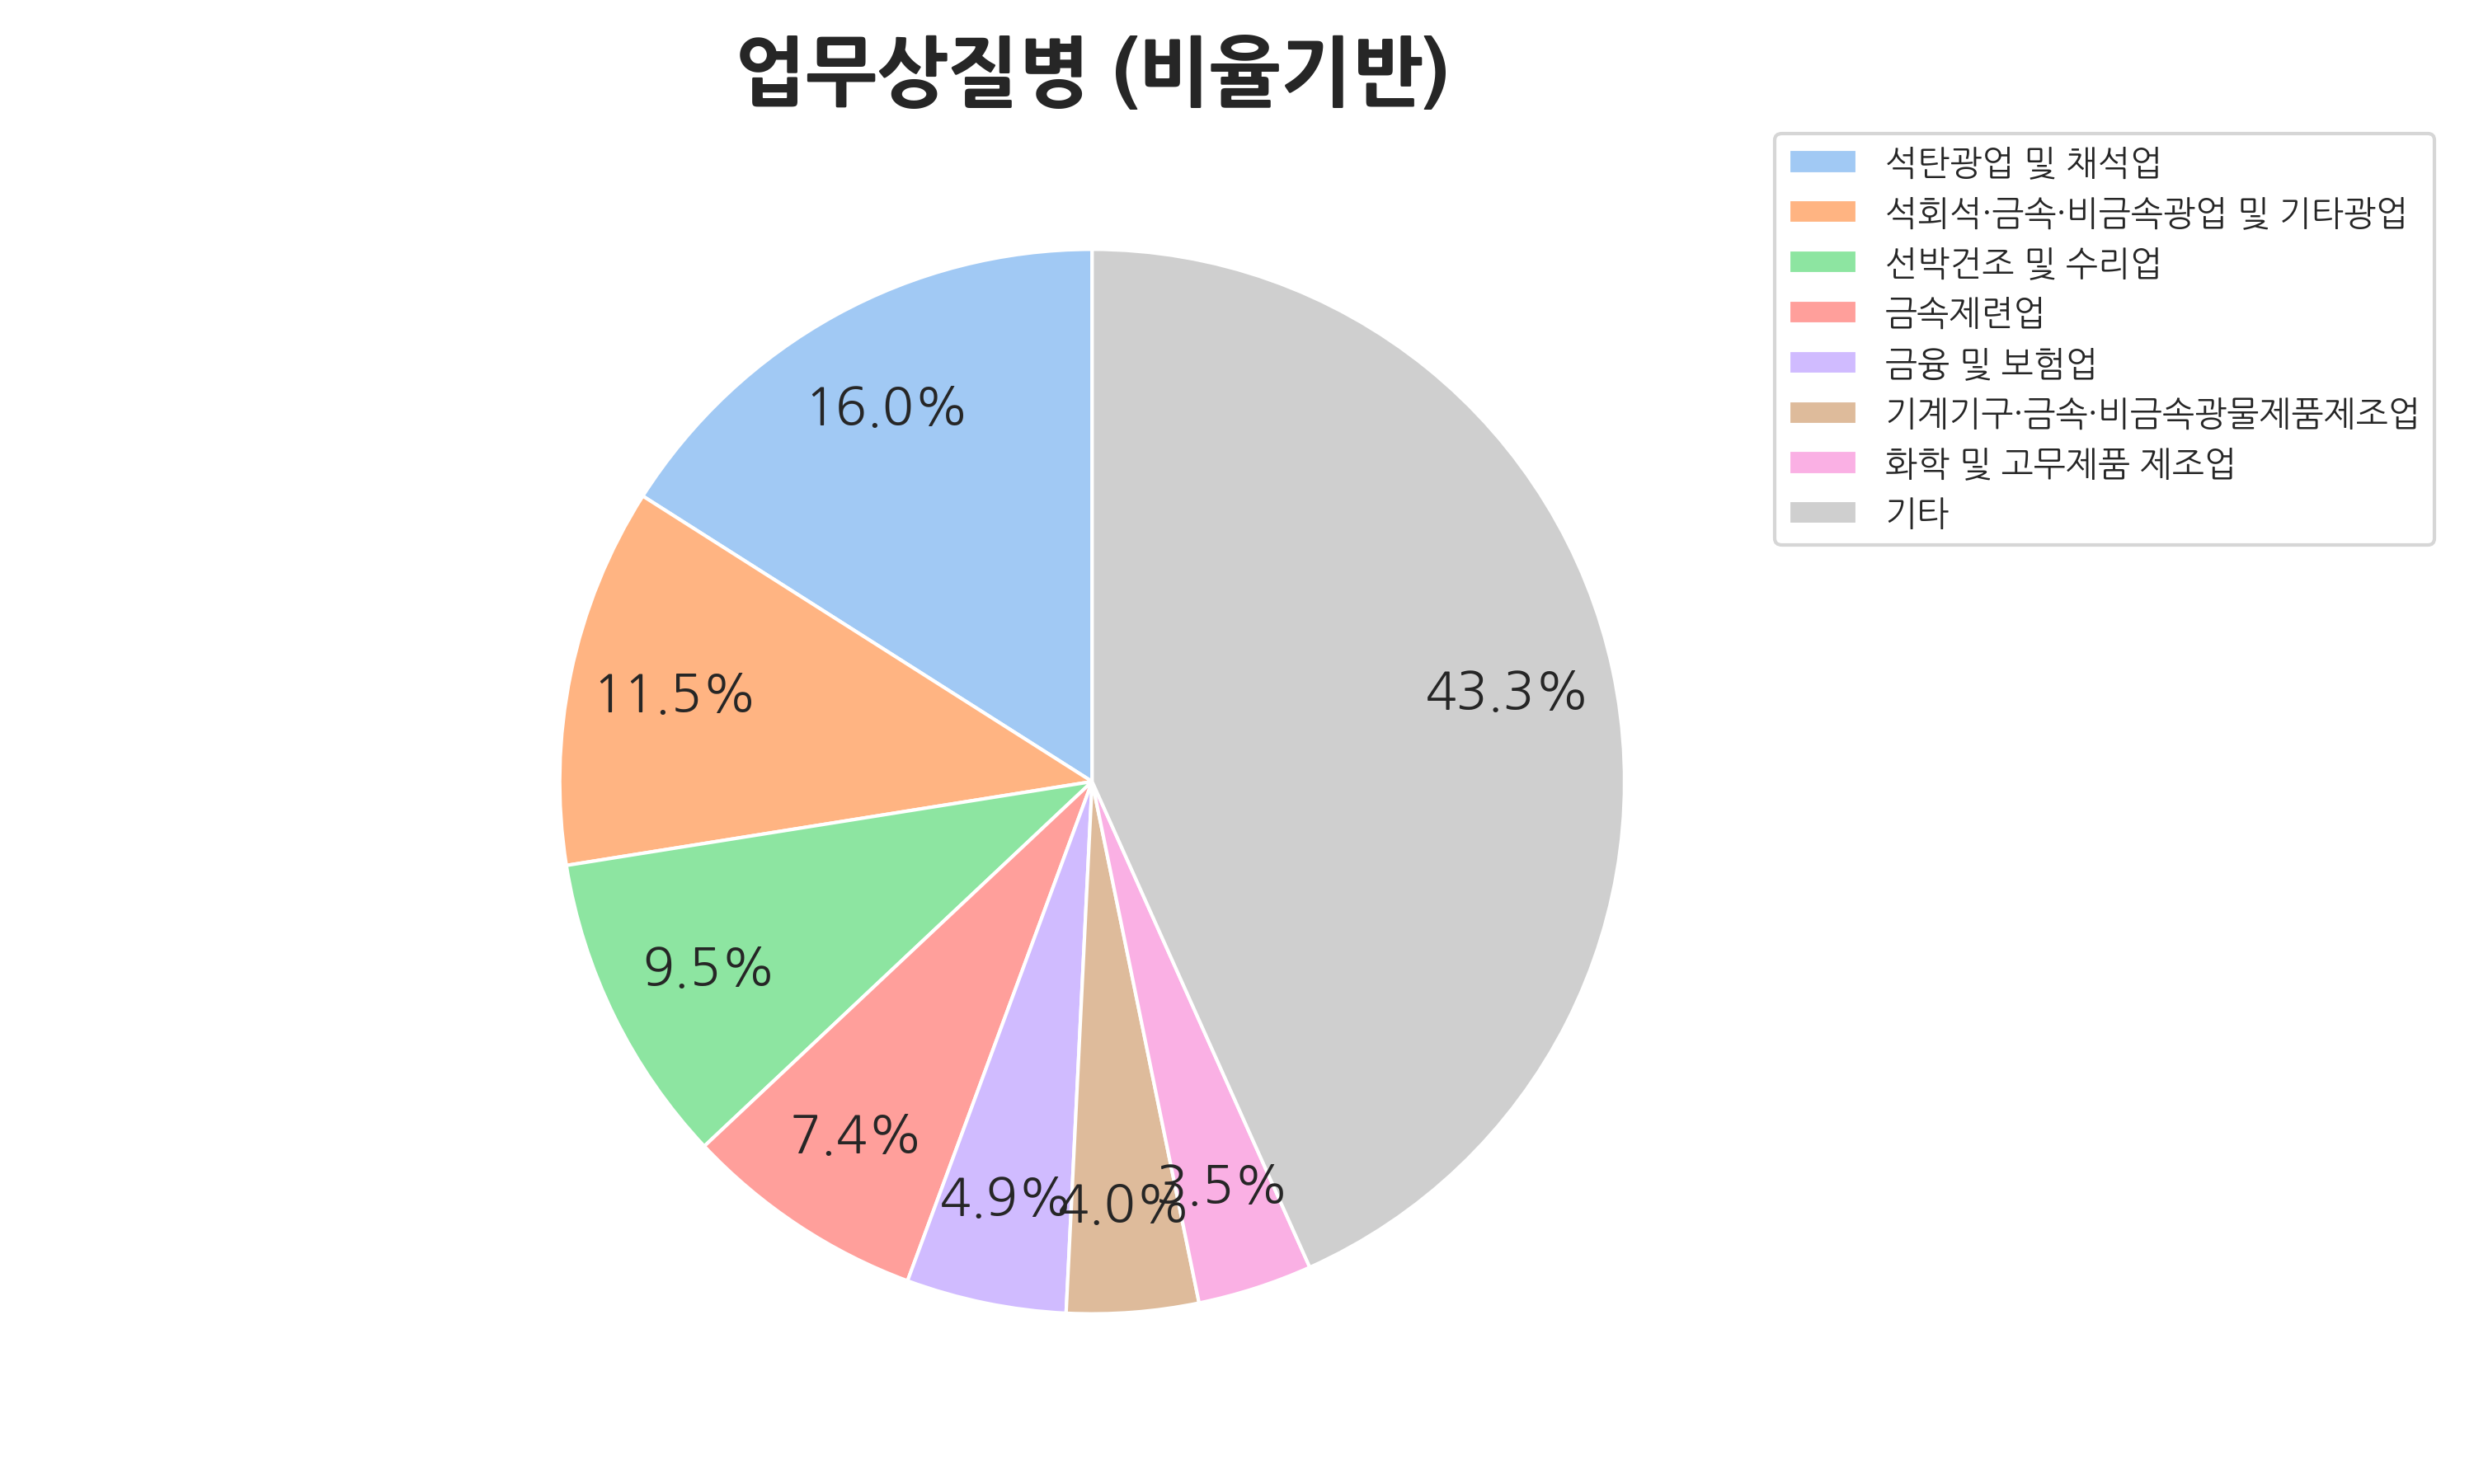 업무상질병 (비율기반)
석탄광업 및 채석업
석회석·금속·비금속광업 및 기타광업
선박건조 및 수리업
금속제련업
금융 및 보험업
기계기구·금속·비금속광물제품제조업
화학 및 고무제품 제조업
기타
16.0%
11.5%
9.5%
7.4%
4.9%
4.0%
3.5%
43.3%